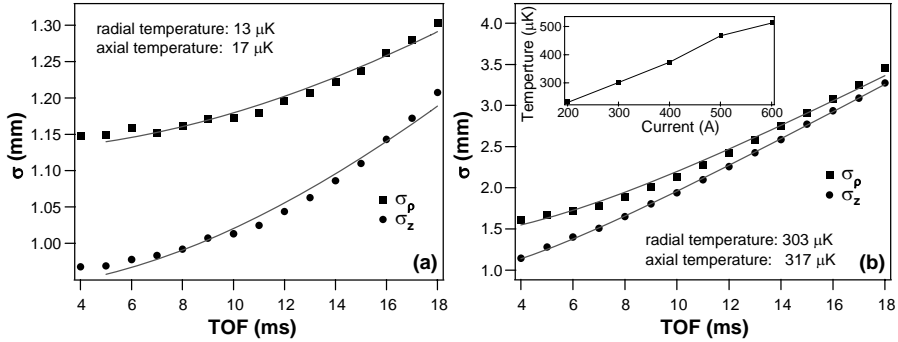 radial temperature: 13 μK
axial temperature: 17 μK
1.30
1.25
1.20
1.15
1.10
1.05
1.00
σ (mm)
σρ
σz
(a)
4 6 8 10 12 14 16 18
TOF (ms)
Temperture (μK)
500
400
300
200 300 400 500 600
Current (A)
4.0
3.5
3.0
2.5
2.0
1.5
1.0
σ (mm)
σρ
σz
radial temperature: 303 μK
axial temperature: 317 μK
(b)
4 6 8 10 12 14 16 18
TOF (ms)